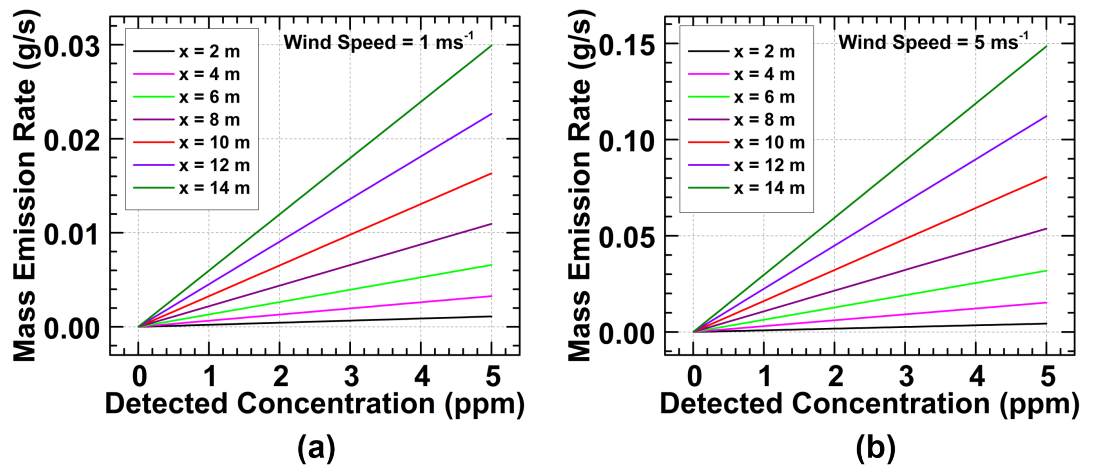 Mass Emission Rate (g/s)
0.03
0.02
0.01
0.00
x = 2 m
x = 4 m
x = 6 m
x = 8 m
x = 10 m
x = 12 m
x = 14 m
Wind Speed = 1 ms⁻¹
0 1 2 3 4 5
Detected Concentration (ppm)
(a)
Mass Emission Rate (g/s)
0.15
0.10
0.05
0.00
x = 2 m
x = 4 m
x = 6 m
x = 8 m
x = 10 m
x = 12 m
x = 14 m
Wind Speed = 5 ms⁻¹
0 1 2 3 4 5
Detected Concentration (ppm)
(b)